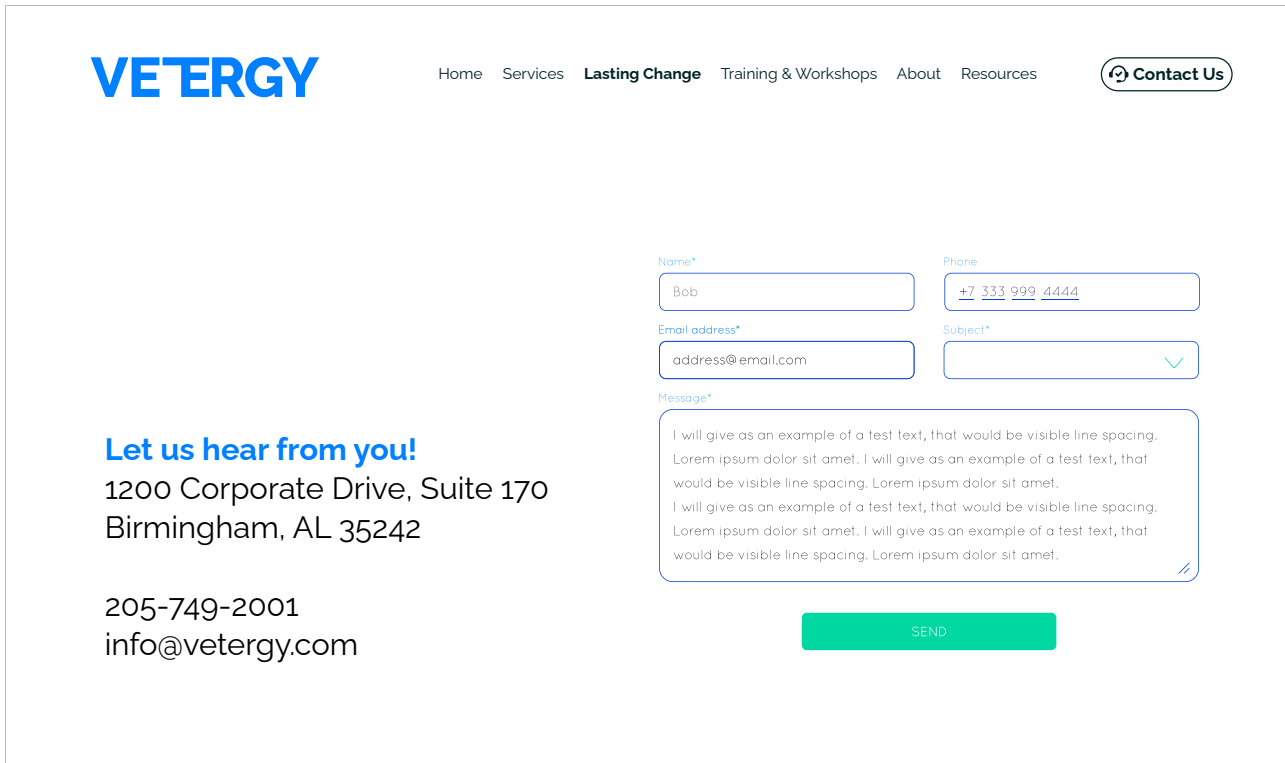 VETERGY
Home Services Lasting Change Training & Workshops About Resources Contact Us
Name*
Bob
Phone
+7 333 999 4444
Email address*
address@email.com
Subject*
Message*
I will give as an example of a test text, that would be visible line spacing.
Lorem ipsum dolor sit amet. I will give as an example of a test text, that
would be visible line spacing. Lorem ipsum dolor sit amet.
I will give as an example of a test text, that would be visible line spacing.
Lorem ipsum dolor sit amet. I will give as an example of a test text, that
would be visible line spacing. Lorem ipsum dolor sit amet.
SEND
Let us hear from you!
1200 Corporate Drive, Suite 170
Birmingham, AL 35242
205-749-2001
info@vetergy.com